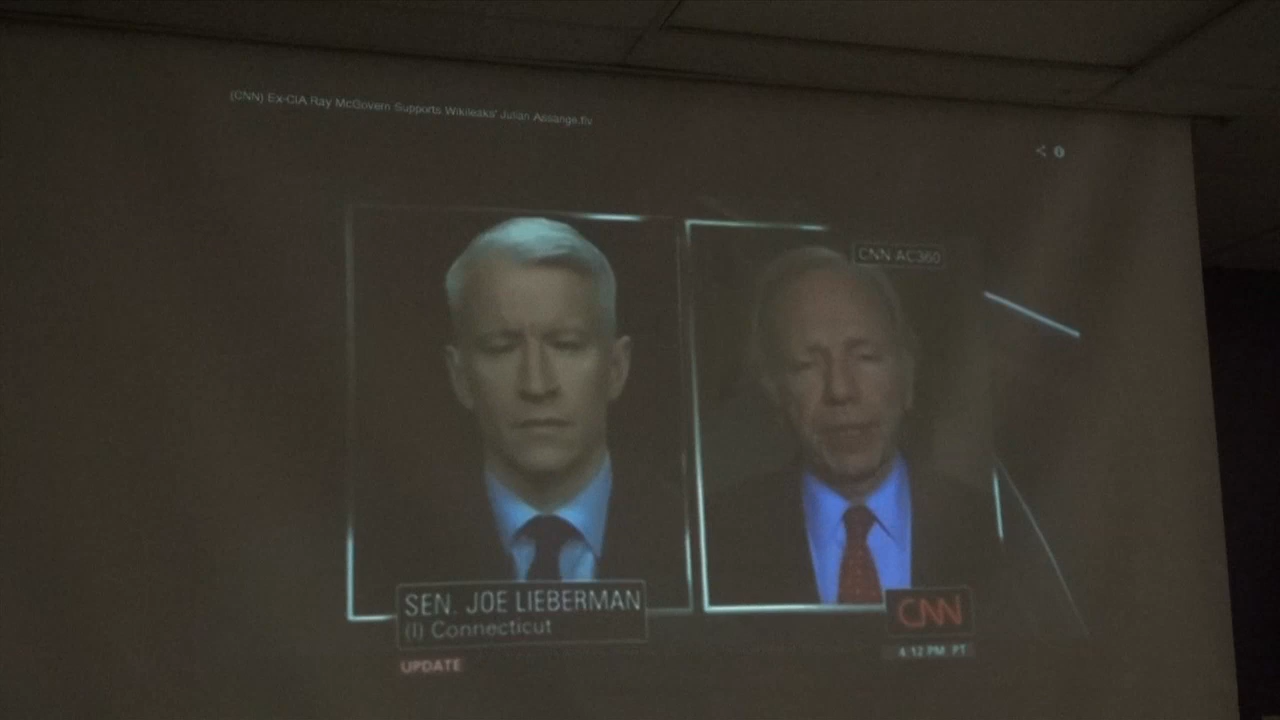 (CNN) Ex-CIA Ray McGovern Supports Wikileaks' Julian Assange.flv
CNN AC360
SEN. JOE LIEBERMAN
(I) Connecticut
CNN
4:12 PM PT
UPDATE